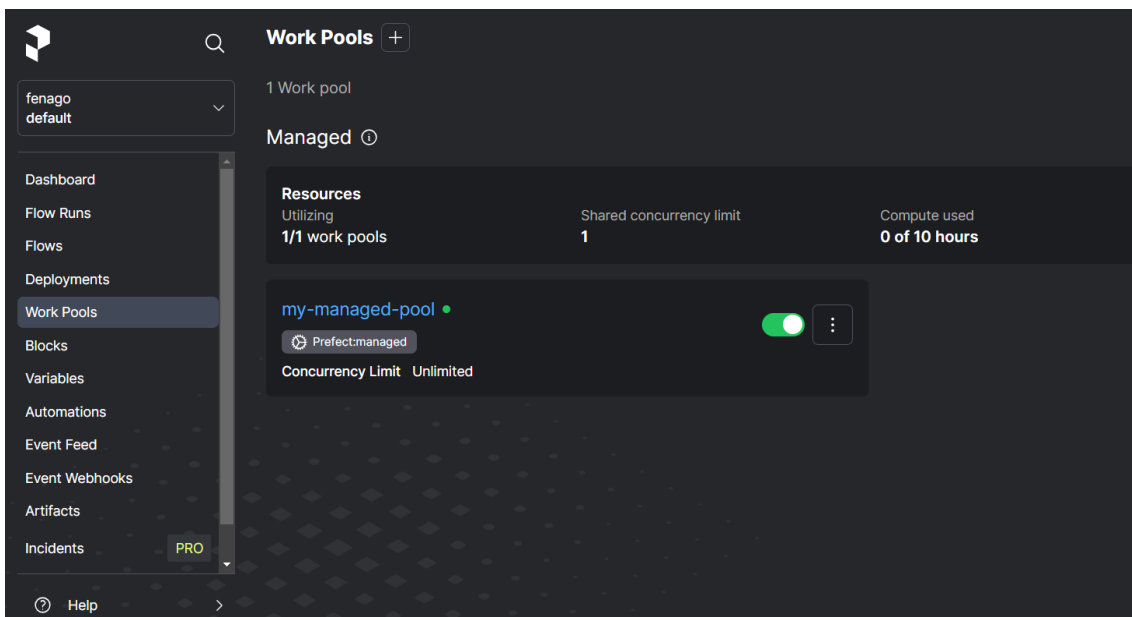 Work Pools
fenago
default
1 Work pool
Managed
Dashboard
Flow Runs
Flows
Deployments
Work Pools
Blocks
Variables
Automations
Event Feed
Event Webhooks
Artifacts
Incidents PRO
Help
Resources
Utilizing
1/1 work pools
Shared concurrency limit
1
Compute used
0 of 10 hours
my-managed-pool
Prefect:managed
Concurrency Limit Unlimited